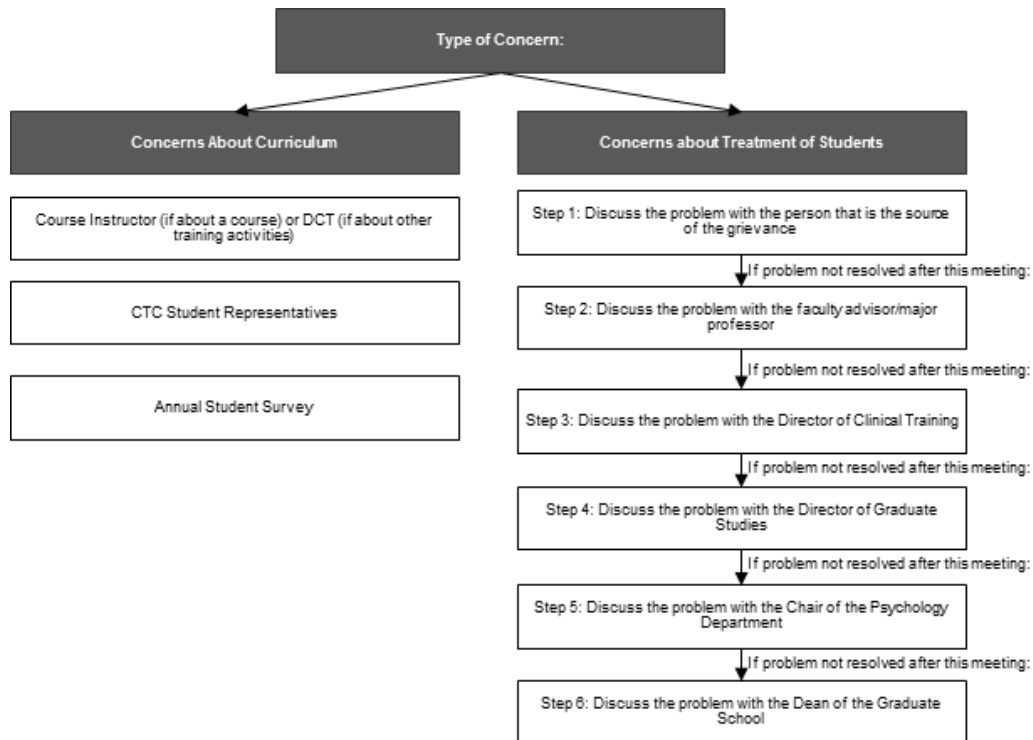 Type of Concern:
Concerns About Curriculum
Course Instructor (if about a course) or DCT (if about other
training activities)
CTC Student Representatives
Annual Student Survey
Concerns about Treatment of Students
Step 1: Discuss the problem with the person that is the source
of the grievance
If problem not resolved after this meeting:
Step 2: Discuss the problem with the faculty advisor/major
professor
If problem not resolved after this meeting:
Step 3: Discuss the problem with the Director of Clinical Training
If problem not resolved after this meeting:
Step 4: Discuss the problem with the Director of Graduate
Studies
If problem not resolved after this meeting:
Step 5: Discuss the problem with the Chair of the Psychology
Department
If problem not resolved after this meeting:
Step 6: Discuss the problem with the Dean of the Graduate
School